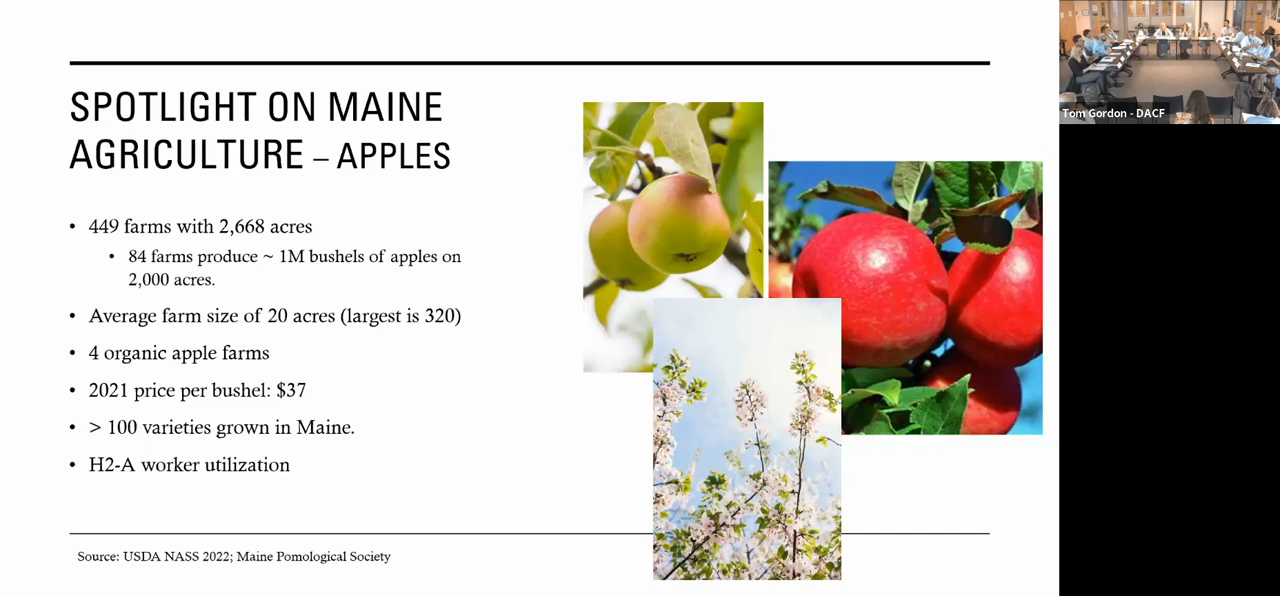 SPOTLIGHT ON MAINE
AGRICULTURE – APPLES
• 449 farms with 2,668 acres
• 84 farms produce ~ 1M bushels of apples on
2,000 acres.
• Average farm size of 20 acres (largest is 320)
• 4 organic apple farms
• 2021 price per bushel: $37
• > 100 varieties grown in Maine.
• H2-A worker utilization
Source: USDA NASS 2022; Maine Pomological Society
Tom Gordon - DACF